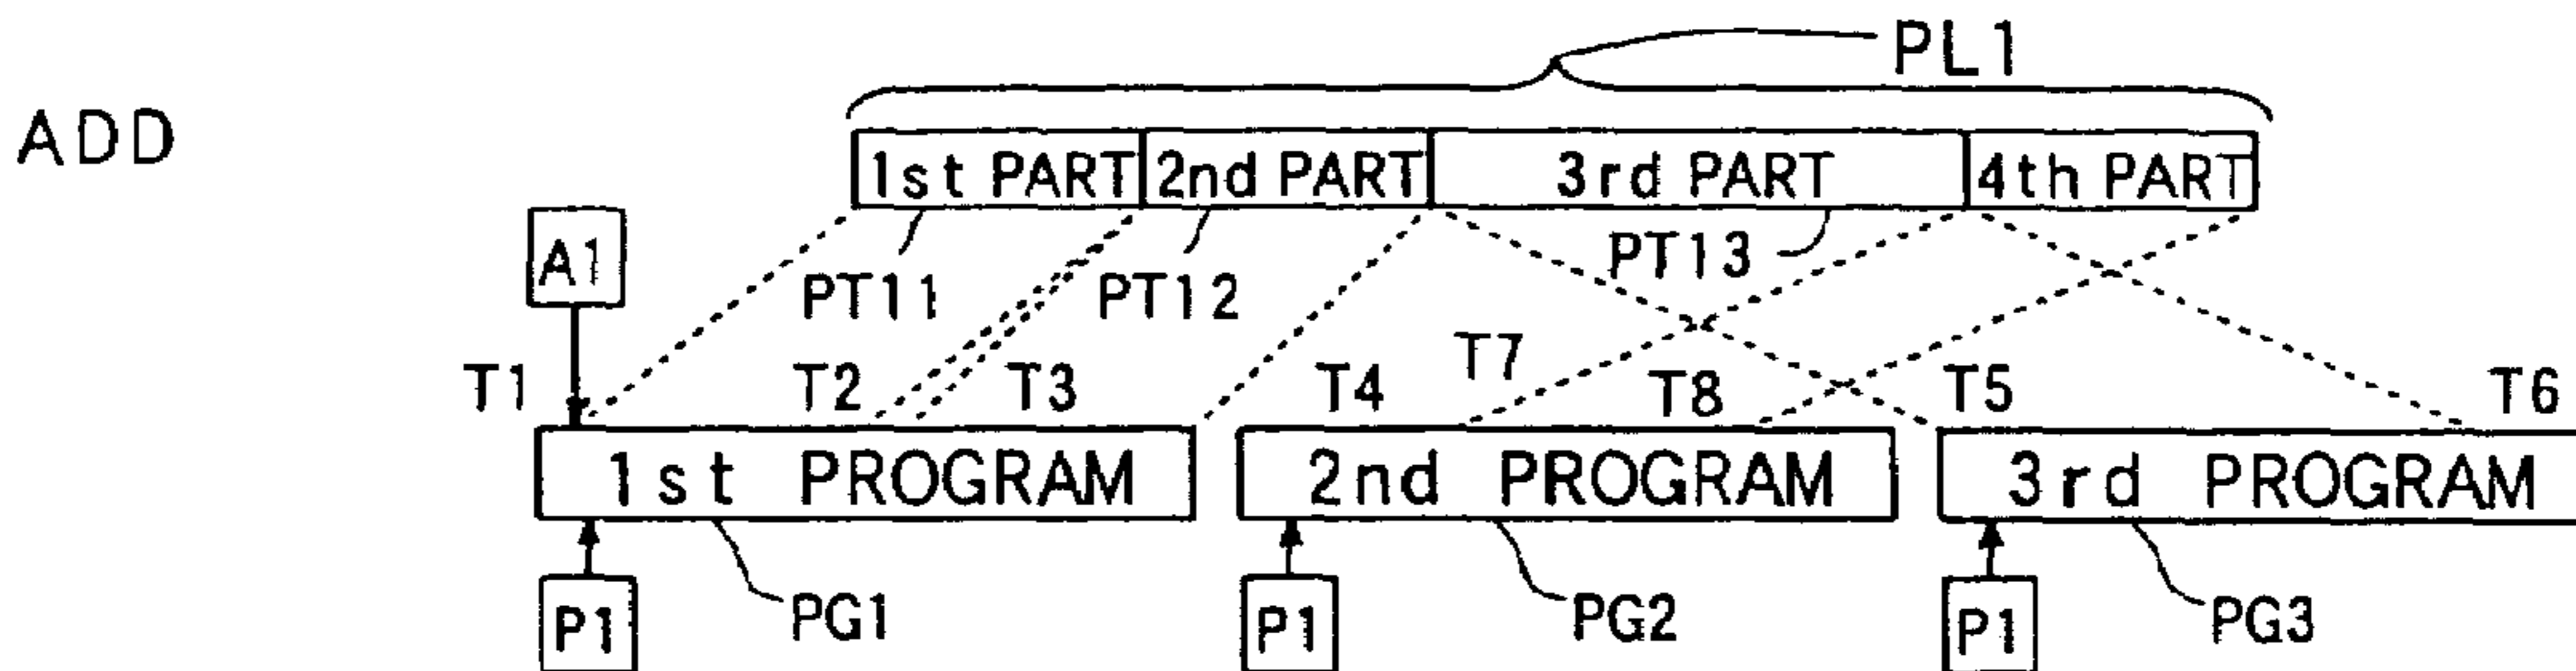 PL1
ADD
1st PART 2nd PART 3rd PART 4th PART
A1
PT11 PT12 PT13
T1 T2 T3 T4 T7 T8 T5 T6
1st PROGRAM 2nd PROGRAM 3rd PROGRAM
P1 PG1 P1 PG2 P1 PG3